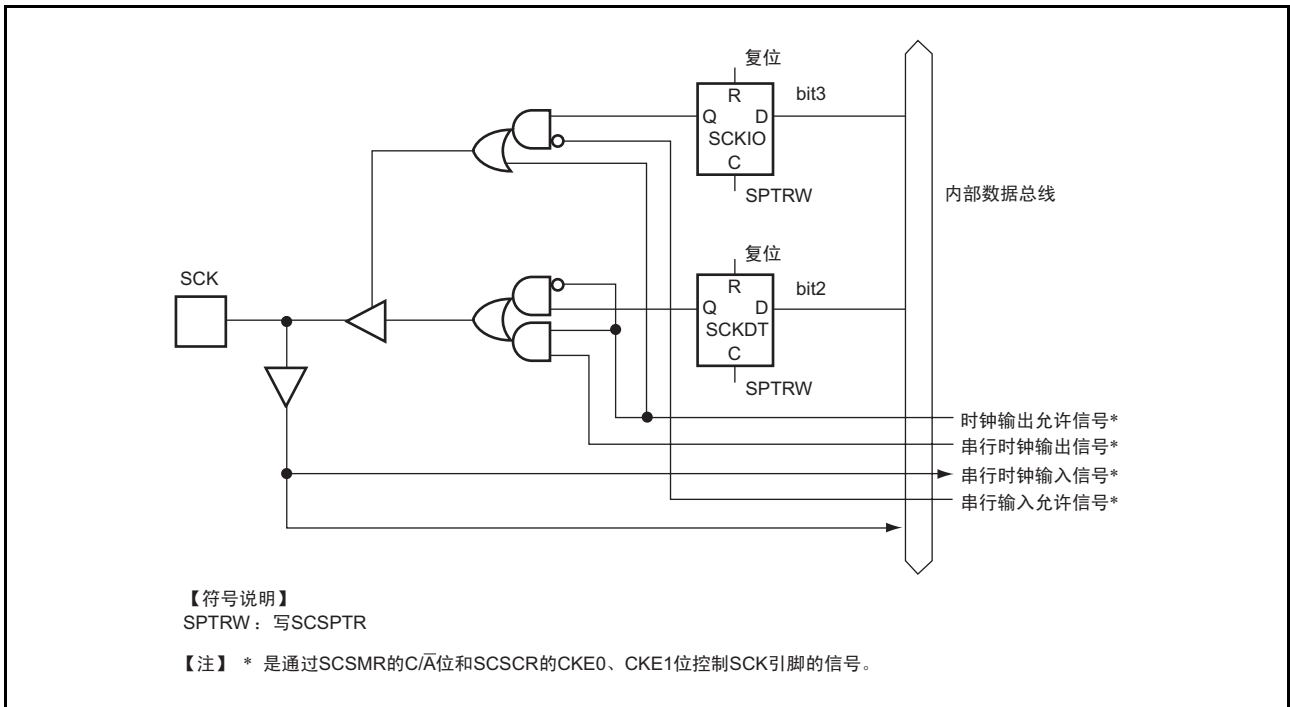 复位
R
bit3
Q D
SCKIO
C
SPTRW
内部数据总线
复位
R
bit2
Q D
SCKDT
C
SPTRW
SCK
时钟输出允许信号*
串行时钟输出信号*
串行时钟输入信号*
串行输入允许信号*
【符号说明】
SPTRW： 写SCSPTR
【注】 * 是通过SCSMR的C/A̅位和SCSCR的CKE0、CKE1位控制SCK引脚的信号。